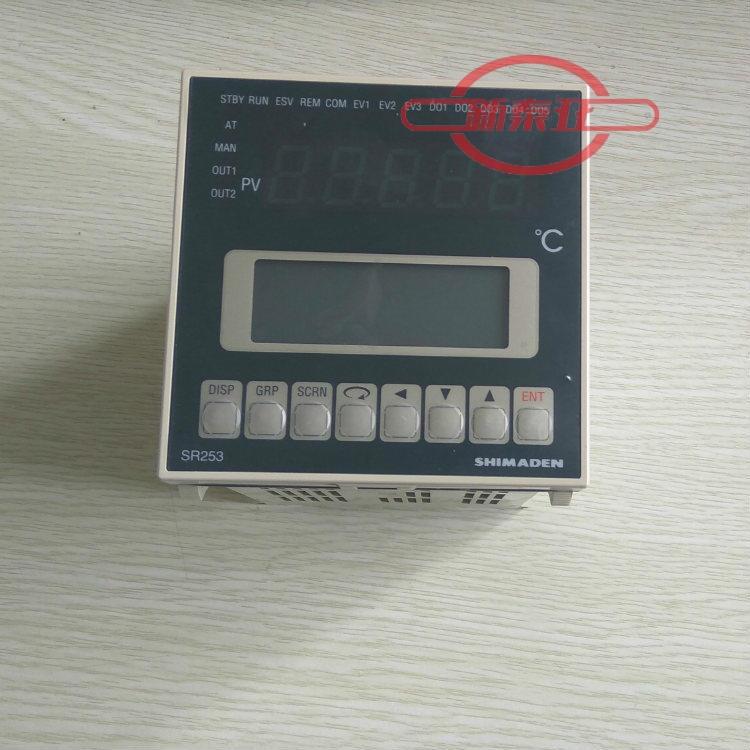 STBY RUN ESV REM COM EV1 EV2 EV3 DO1 DO2 DO3 DO4 DO5
AT
MAN
OUT1
OUT2
PV
℃
DISP GRP SCRN ◀ ▼ ▲ ENT
SR253
SHIMADEN